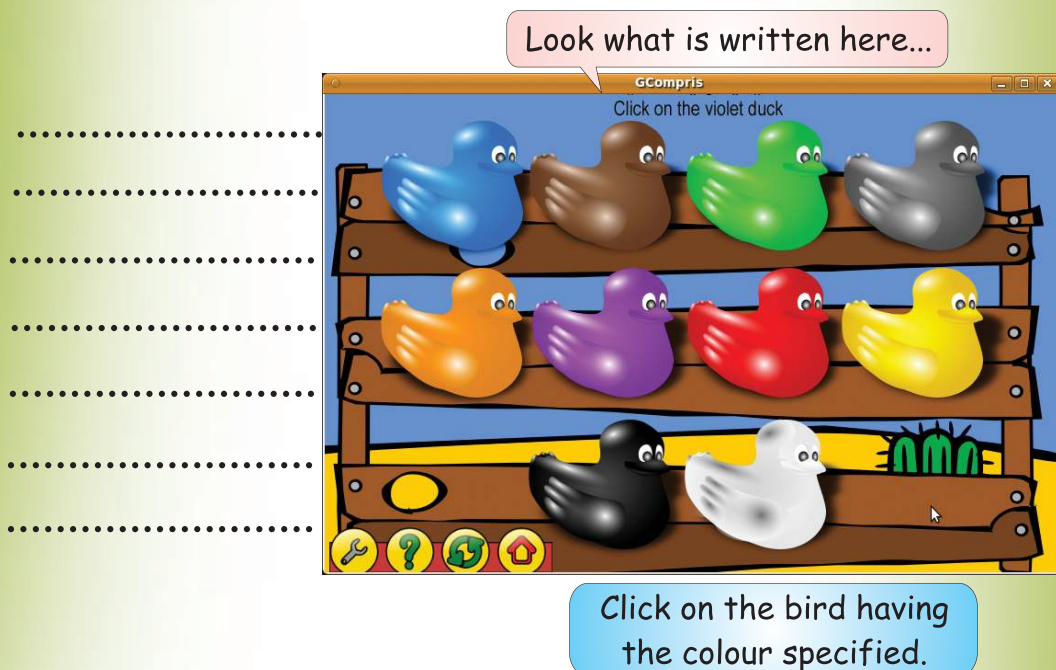 Look what is written here...
GCompris
Click on the violet duck
Click on the bird having
the colour specified.